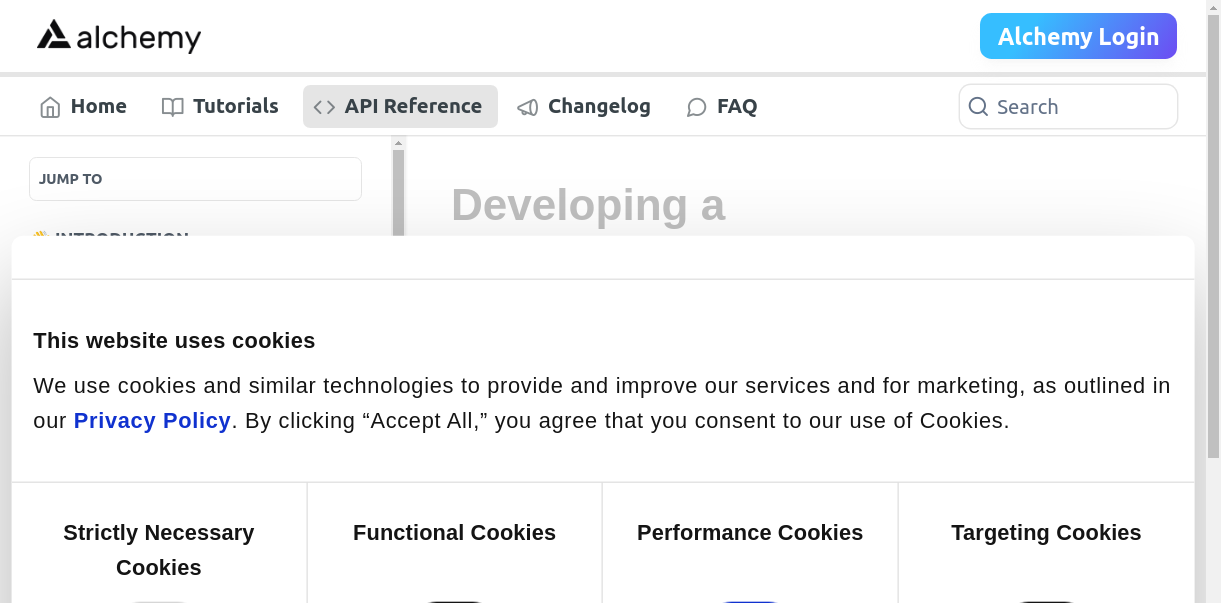 alchemy
Alchemy Login
Home
Tutorials
API Reference
Changelog
FAQ
Search
JUMP TO
Developing a
👋 INTRODUCTION
This website uses cookies
We use cookies and similar technologies to provide and improve our services and for marketing, as outlined in
our Privacy Policy. By clicking “Accept All,” you agree that you consent to our use of Cookies.
Strictly Necessary
Cookies
Functional Cookies
Performance Cookies
Targeting Cookies